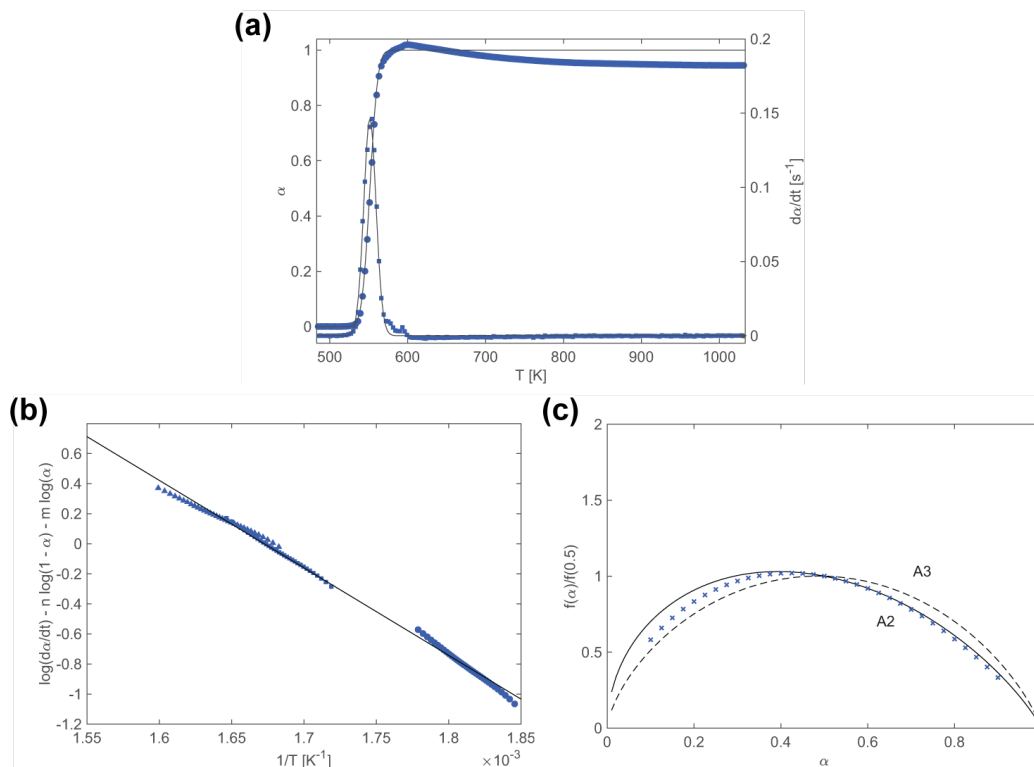 (a)
1
0.8
0.6
0.4
0.2
0
α
0.2
0.15
0.1
0.05
0
dα/dt [s⁻¹]
500 600 700 800 900 1000
T [K]
(b)
0.6
0.4
0.2
0
-0.2
-0.4
-0.6
-0.8
-1
-1.2
log(dα/dt) - n log(1 - α) - m log(α)
1.55 1.6 1.65 1.7 1.75 1.8 1.85
1/T [K⁻¹]
×10⁻³
(c)
2
1.5
1
0.5
0
f(α)/f(0.5)
A3
A2
0 0.2 0.4 0.6 0.8
α